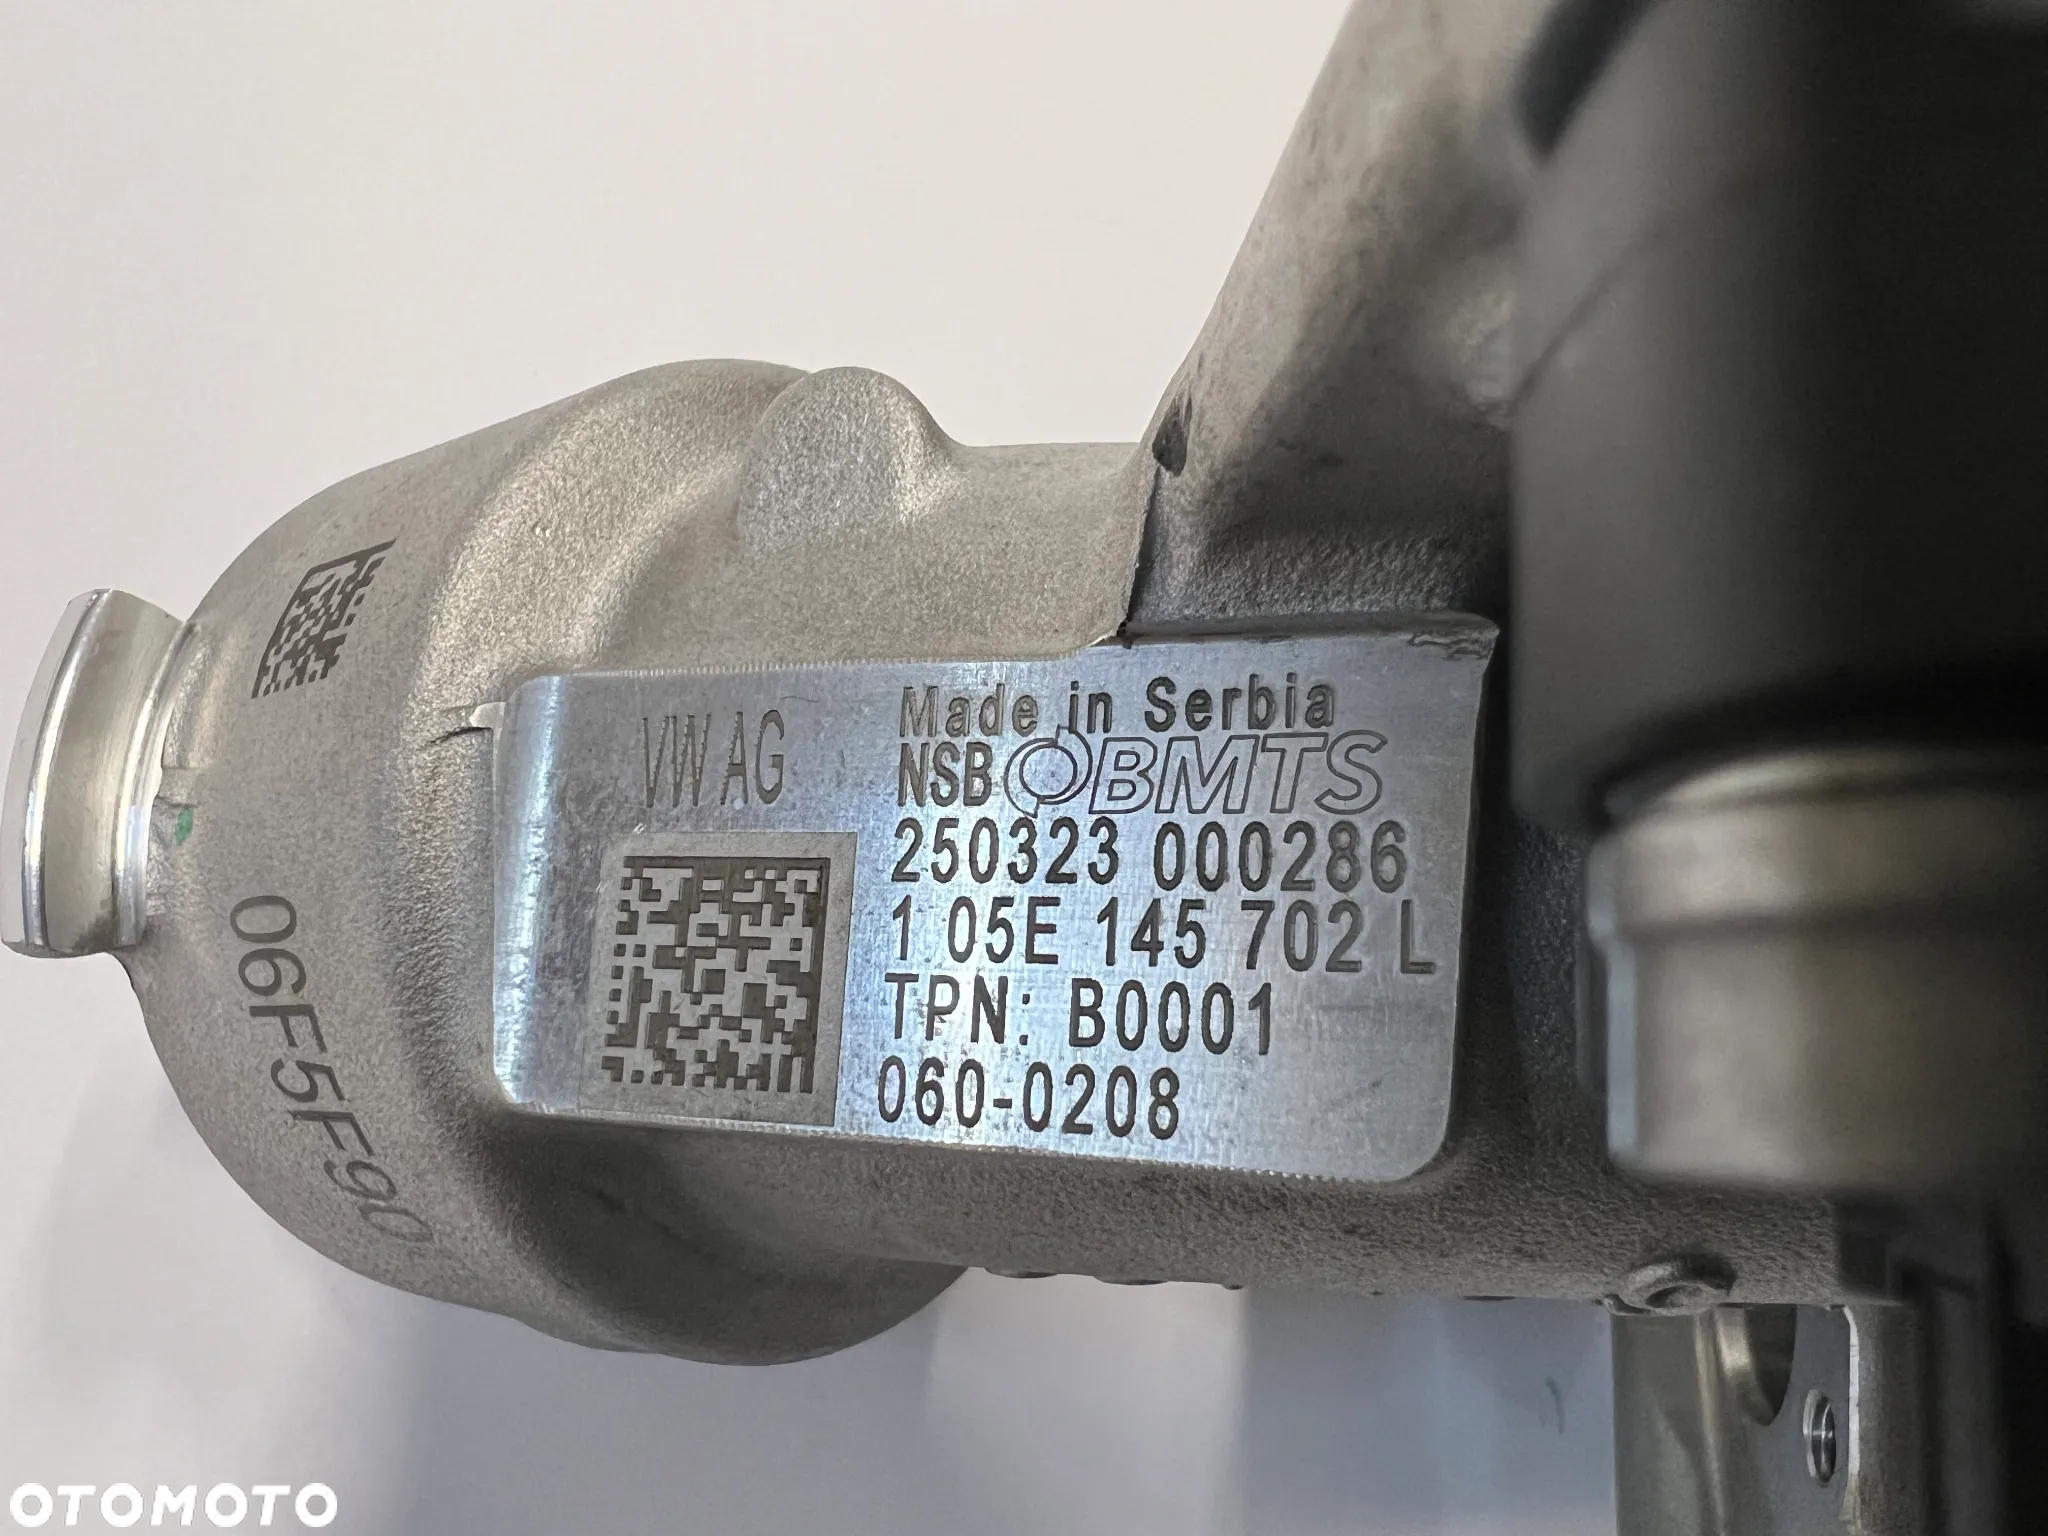 VW AG
Made in Serbia
NSB BMTS
250323 000286
1 05E 145 702 L
TPN: B0001
060-0208
06F5F90
OTOMOTO